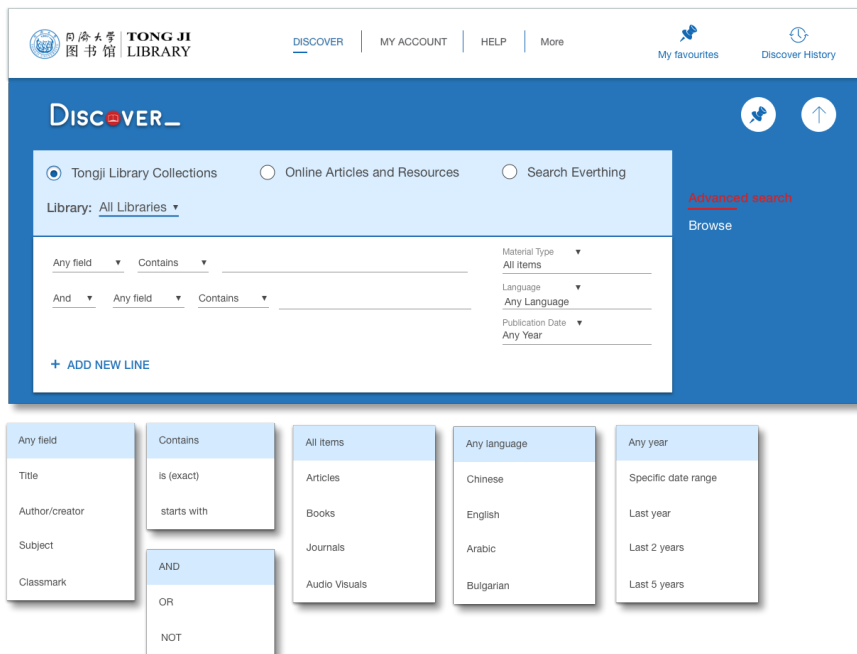 同济大学 TONG JI
图书馆 LIBRARY
DISCOVER MY ACCOUNT HELP More
My favourites Discover History
DISCOVER_
Tongji Library Collections Online Articles and Resources Search Everthing
Library: All Libraries
Advanced search
Browse
Any field Contains
And Any field Contains
Material Type
All items
Language
Any Language
Publication Date
Any Year
+ ADD NEW LINE
Any field
Title
Author/creator
Subject
Classmark
Contains
is (exact)
starts with
AND
OR
NOT
All items
Articles
Books
Journals
Audio Visuals
Any language
Chinese
English
Arabic
Bulgarian
Any year
Specific date range
Last year
Last 2 years
Last 5 years